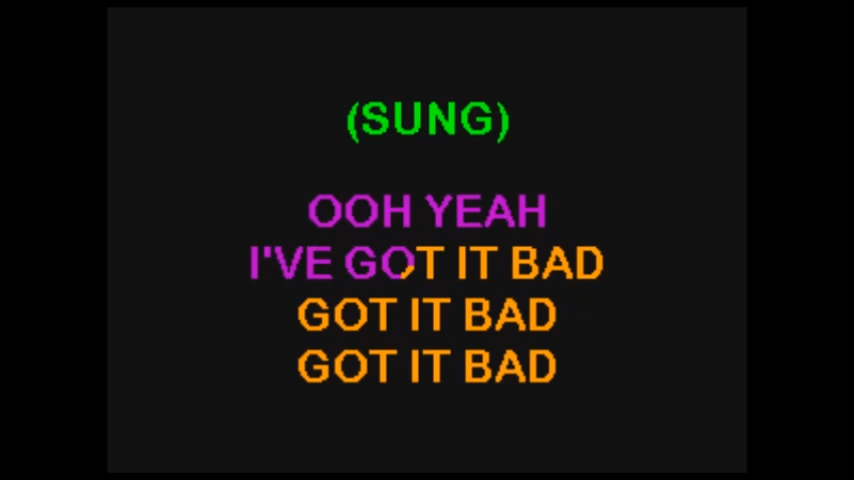 (SUNG)
OOH YEAH
I'VE GOT IT BAD
GOT IT BAD
GOT IT BAD